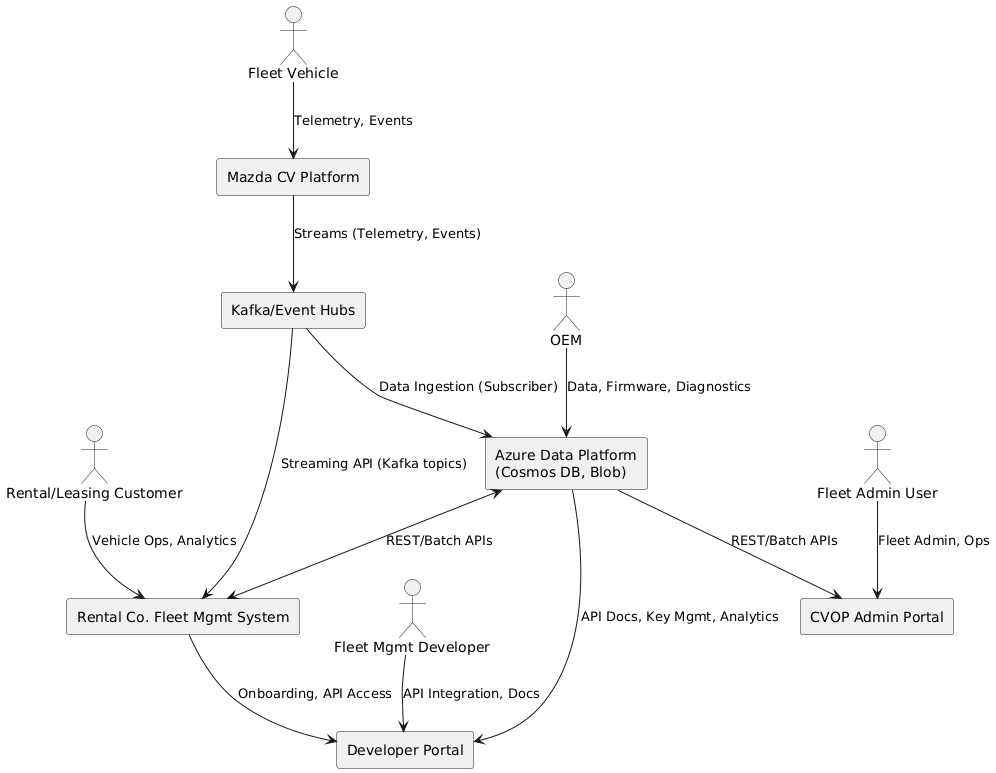 Fleet Vehicle
Telemetry, Events
Mazda CV Platform
Streams (Telemetry, Events)
Kafka/Event Hubs
OEM
Data Ingestion (Subscriber)
Data, Firmware, Diagnostics
Azure Data Platform
(Cosmos DB, Blob)
Streaming API (Kafka topics)
Rental/Leasing Customer
Fleet Admin User
Vehicle Ops, Analytics
REST/Batch APIs
REST/Batch APIs
Fleet Admin, Ops
Rental Co. Fleet Mgmt System
CVOP Admin Portal
API Docs, Key Mgmt, Analytics
Fleet Mgmt Developer
Onboarding, API Access
API Integration, Docs
Developer Portal